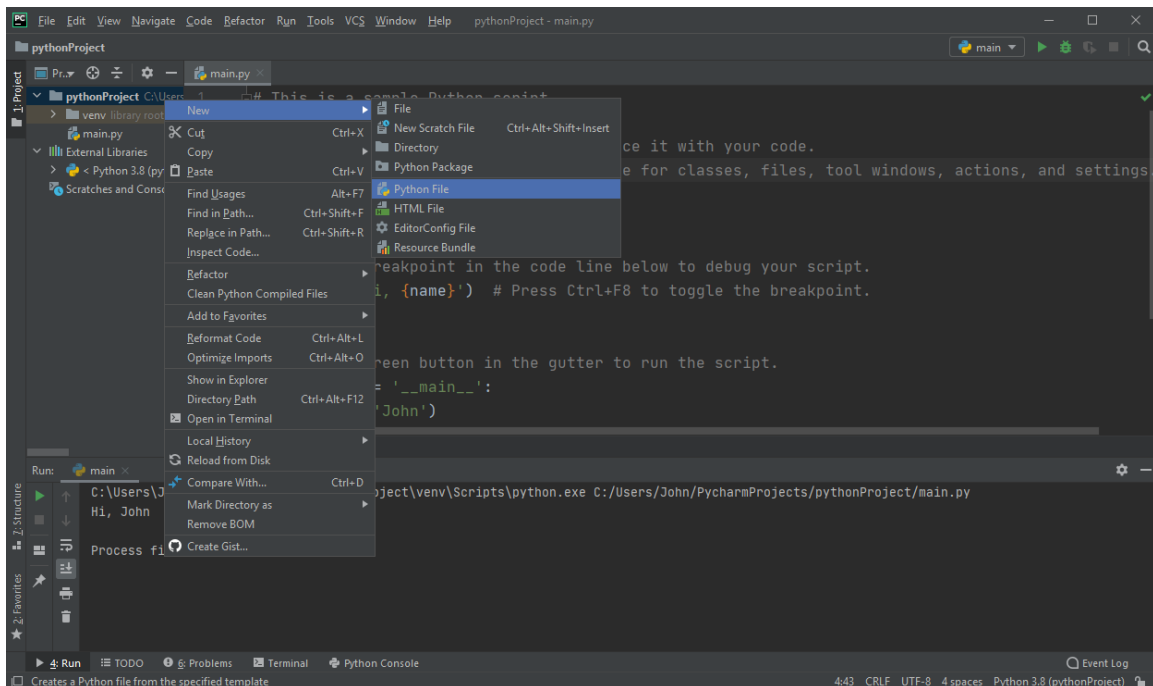 PC File Edit View Navigate Code Refactor Run Tools VCS Window Help pythonProject - main.py
pythonProject main
1: Project
Pr... main.py
pythonProject C:\Users
venv library root
main.py
External Libraries
< Python 3.8 (py
Scratches and Conso
New
Cut Ctrl+X
Copy
Paste Ctrl+V
Find Usages Alt+F7
Find in Path... Ctrl+Shift+F
Replace in Path... Ctrl+Shift+R
Inspect Code...
Refactor
Clean Python Compiled Files
Add to Favorites
Reformat Code Ctrl+Alt+L
Optimize Imports Ctrl+Alt+O
Show in Explorer
Directory Path Ctrl+Alt+F12
Open in Terminal
Local History
Reload from Disk
Compare With... Ctrl+D
Mark Directory as
Remove BOM
Create Gist...
File
New Scratch File Ctrl+Alt+Shift+Insert
Directory
Python Package
Python File
HTML File
EditorConfig File
Resource Bundle
1 # This is a sample Python script
ce it with your code.
e for classes, files, tool windows, actions, and settings
reakpoint in the code line below to debug your script.
i, {name}') # Press Ctrl+F8 to toggle the breakpoint.
reen button in the gutter to run the script.
= '__main__':
'John')
Run: main
C:\Users\J oject\venv\Scripts\python.exe C:/Users/John/PycharmProjects/pythonProject/main.py
Hi, John
Process fi
7: Structure
2: Favorites
4: Run TODO 6: Problems Terminal Python Console Event Log
Creates a Python file from the specified template 4:43 CRLF UTF-8 4 spaces Python 3.8 (pythonProject)